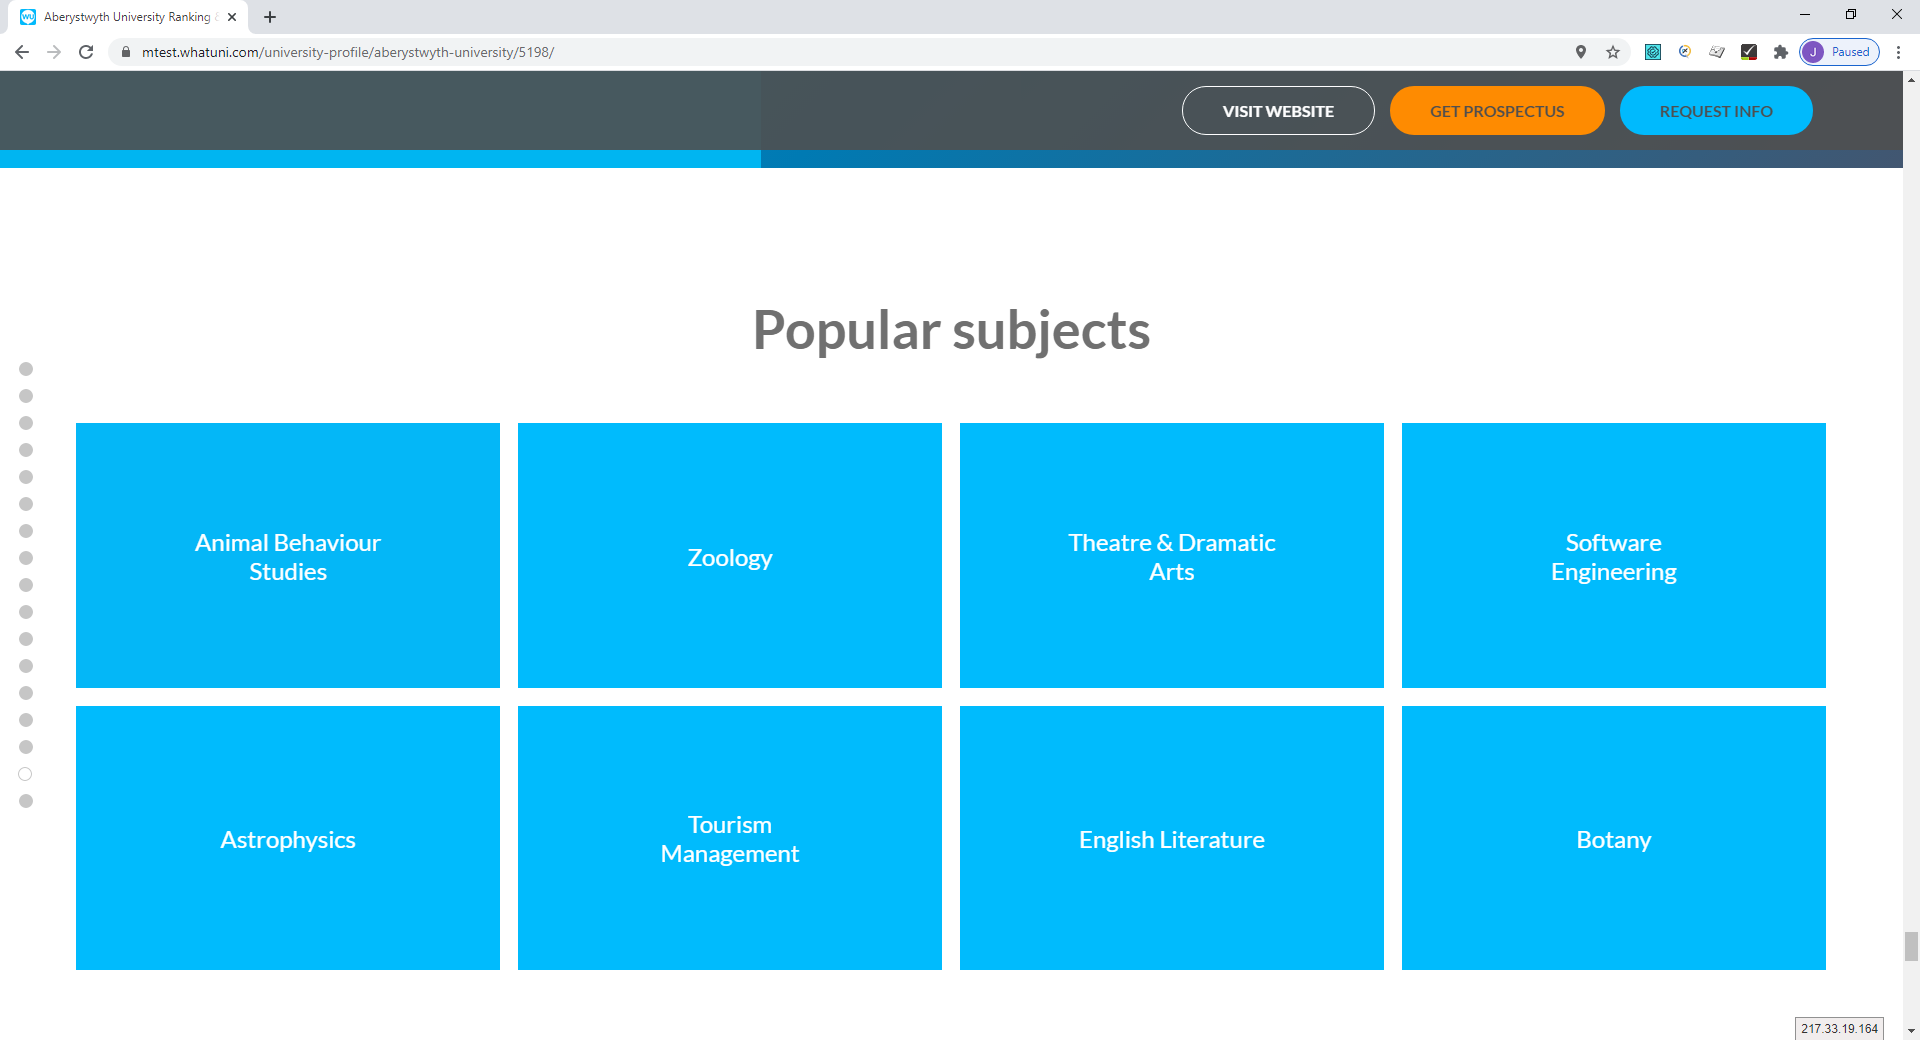 Aberystwyth University Ranking
mtest.whatuni.com/university-profile/aberystwyth-university/5198/
J Paused
VISIT WEBSITE
GET PROSPECTUS
REQUEST INFO
Popular subjects
Animal Behaviour
Studies
Zoology
Theatre & Dramatic
Arts
Software
Engineering
Astrophysics
Tourism
Management
English Literature
Botany
217.33.19.164